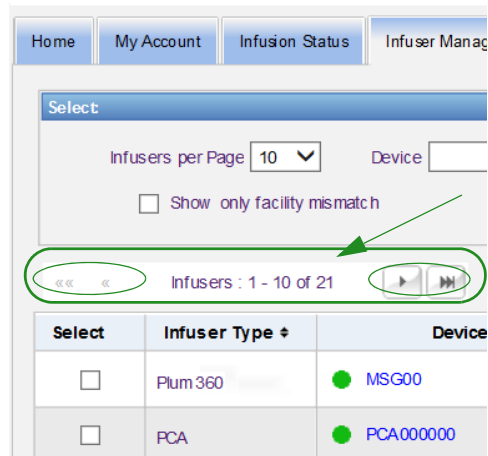 Home My Account Infusion Status Infuser Manag
Select:
Infusers per Page 10 Device
Show only facility mismatch
«« « Infusers : 1 - 10 of 21
Select Infuser Type Device
Plum 360 MSG00
PCA PCA000000